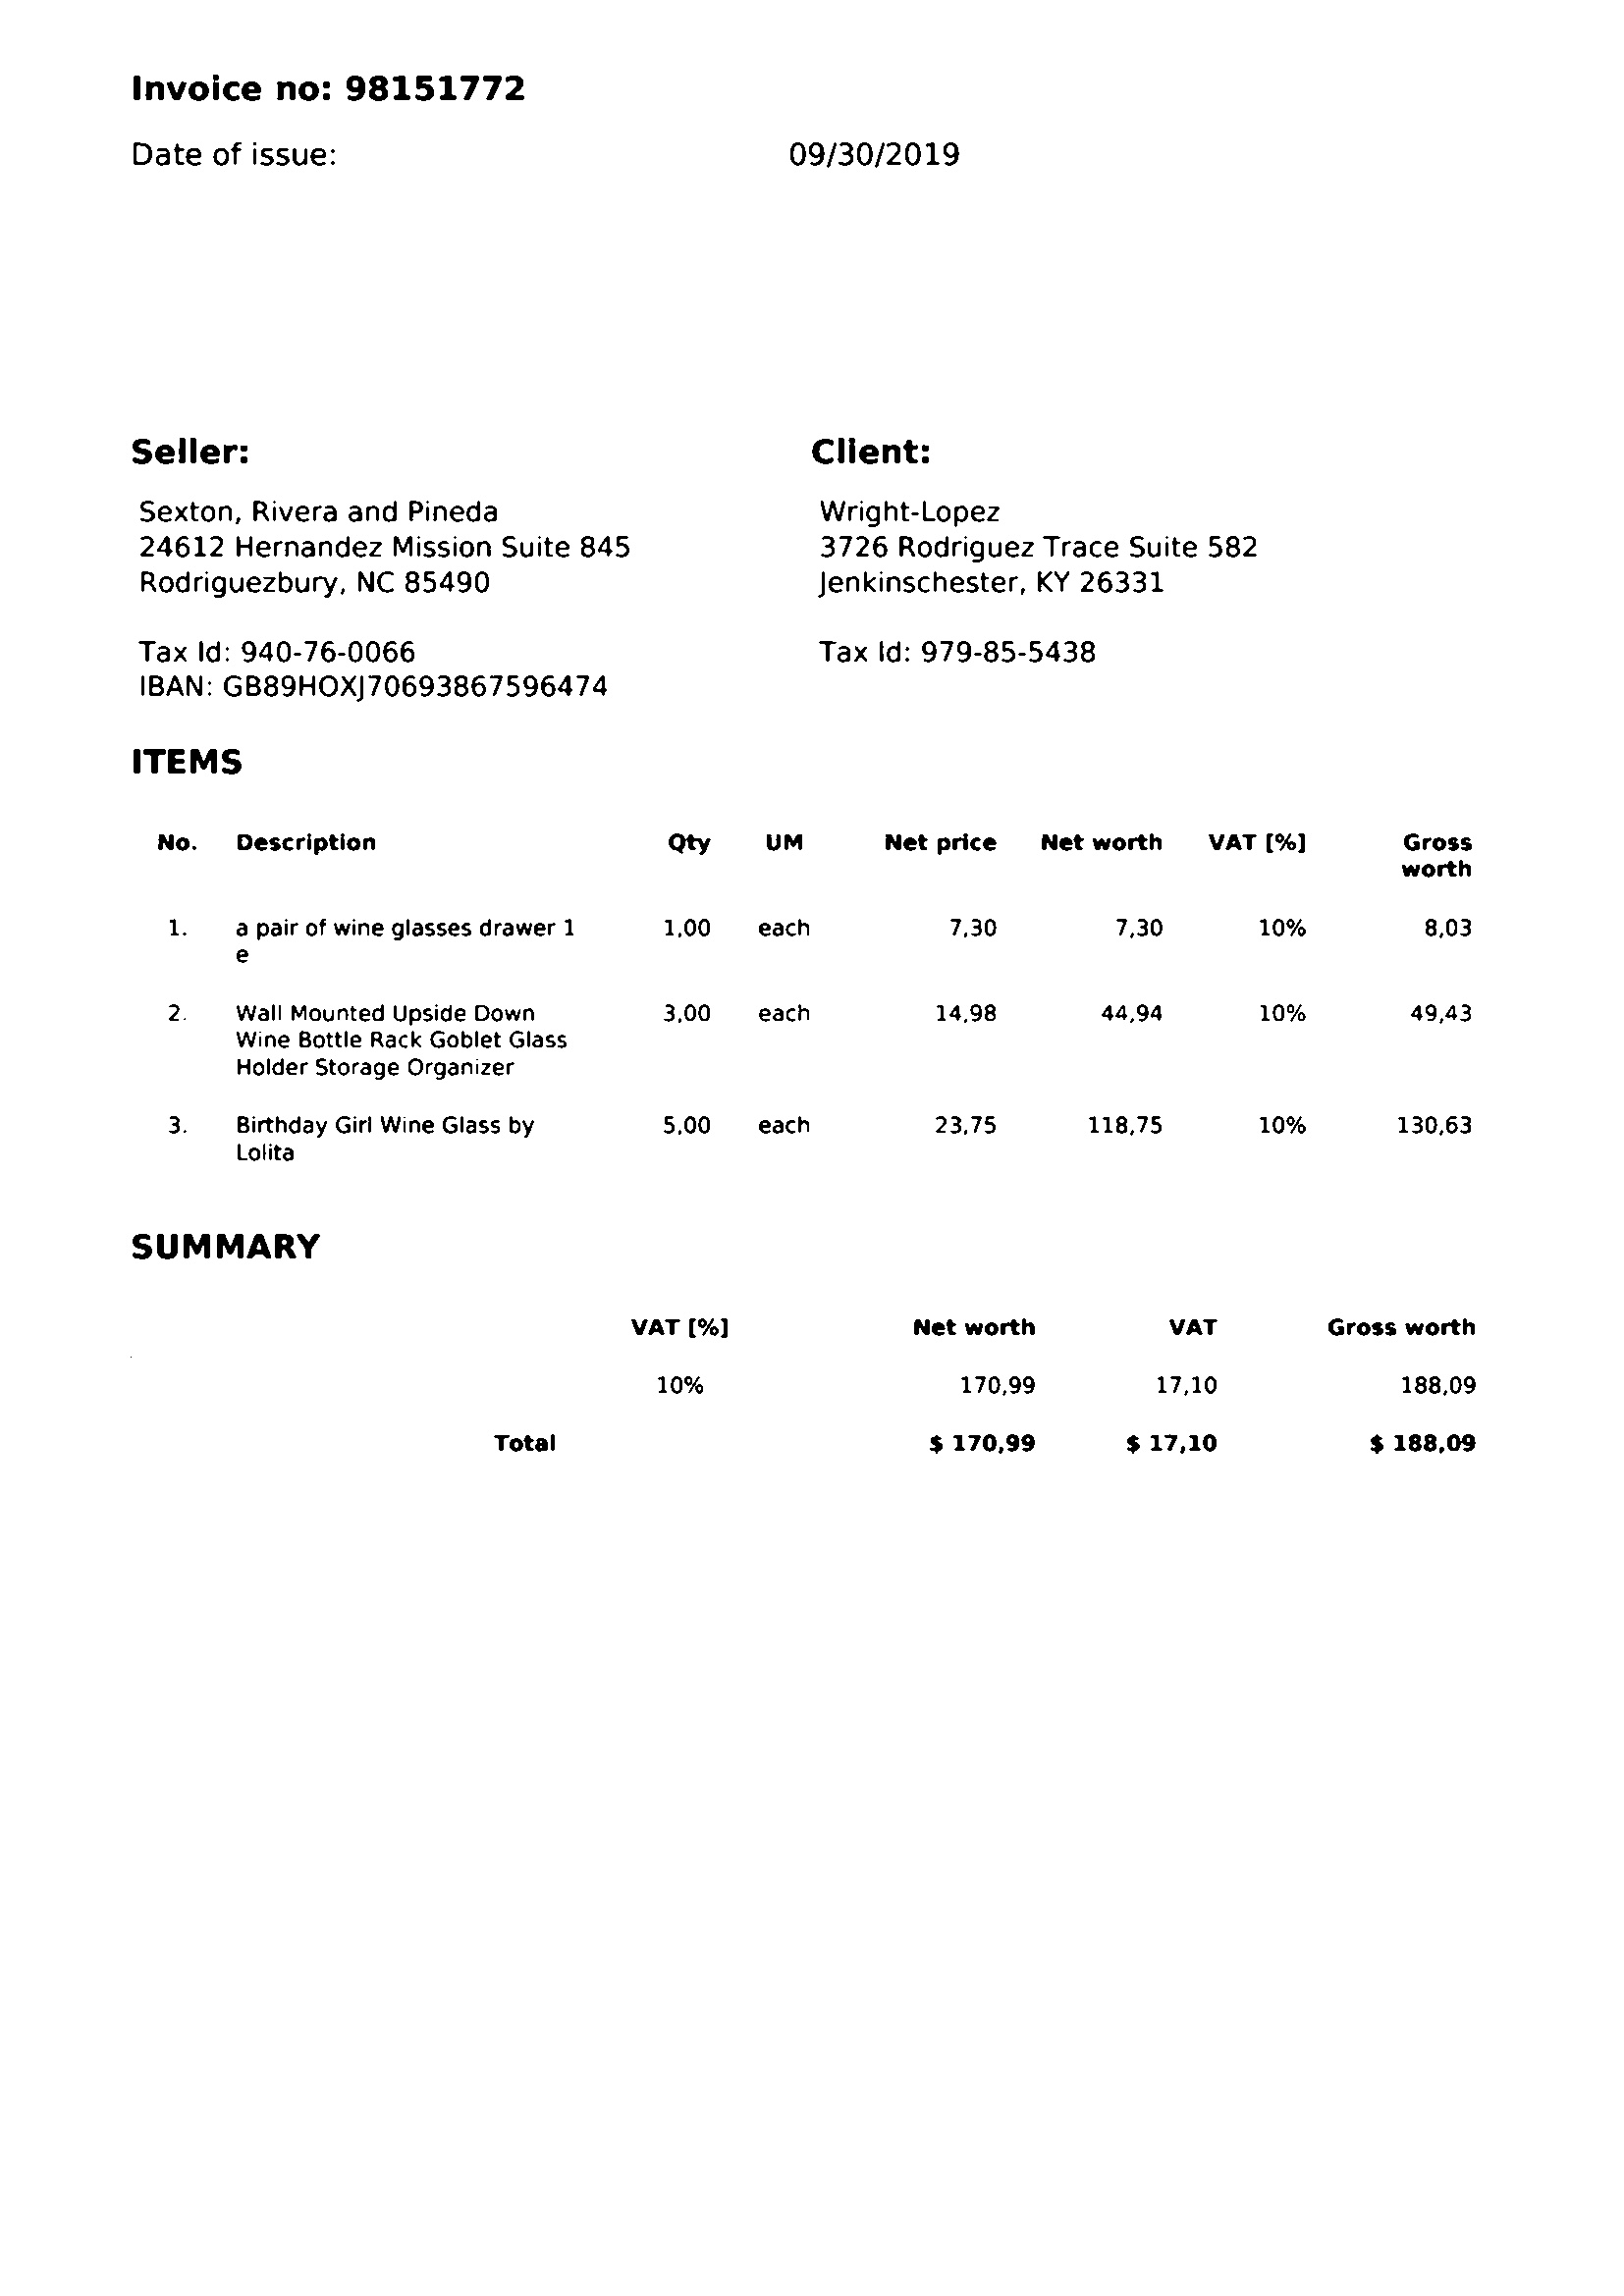 Invoice no: 98151772
Date of issue: 09/30/2019
Seller: Client:
Sexton, Rivera and Pineda Wright-Lopez
24612 Hernandez Mission Suite 845 3726 Rodriguez Trace Suite 582
Rodriguezbury, NC 85490 Jenkinschester, KY 26331
Tax Id: 940-76-0066 Tax Id: 979-85-5438
IBAN: GB89HOXJ70693867596474
ITEMS
No. Description Qty UM Net price Net worth VAT [%] Gross
worth
1. a pair of wine glasses drawer 1 1,00 each 7,30 7,30 10% 8,03
e
2. Wall Mounted Upside Down 3,00 each 14,98 44,94 10% 49,43
Wine Bottle Rack Goblet Glass
Holder Storage Organizer
3. Birthday Girl Wine Glass by 5,00 each 23,75 118,75 10% 130,63
Lolita
SUMMARY
VAT [%] Net worth VAT Gross worth
10% 170,99 17,10 188,09
Total $ 170,99 $ 17,10 $ 188,09